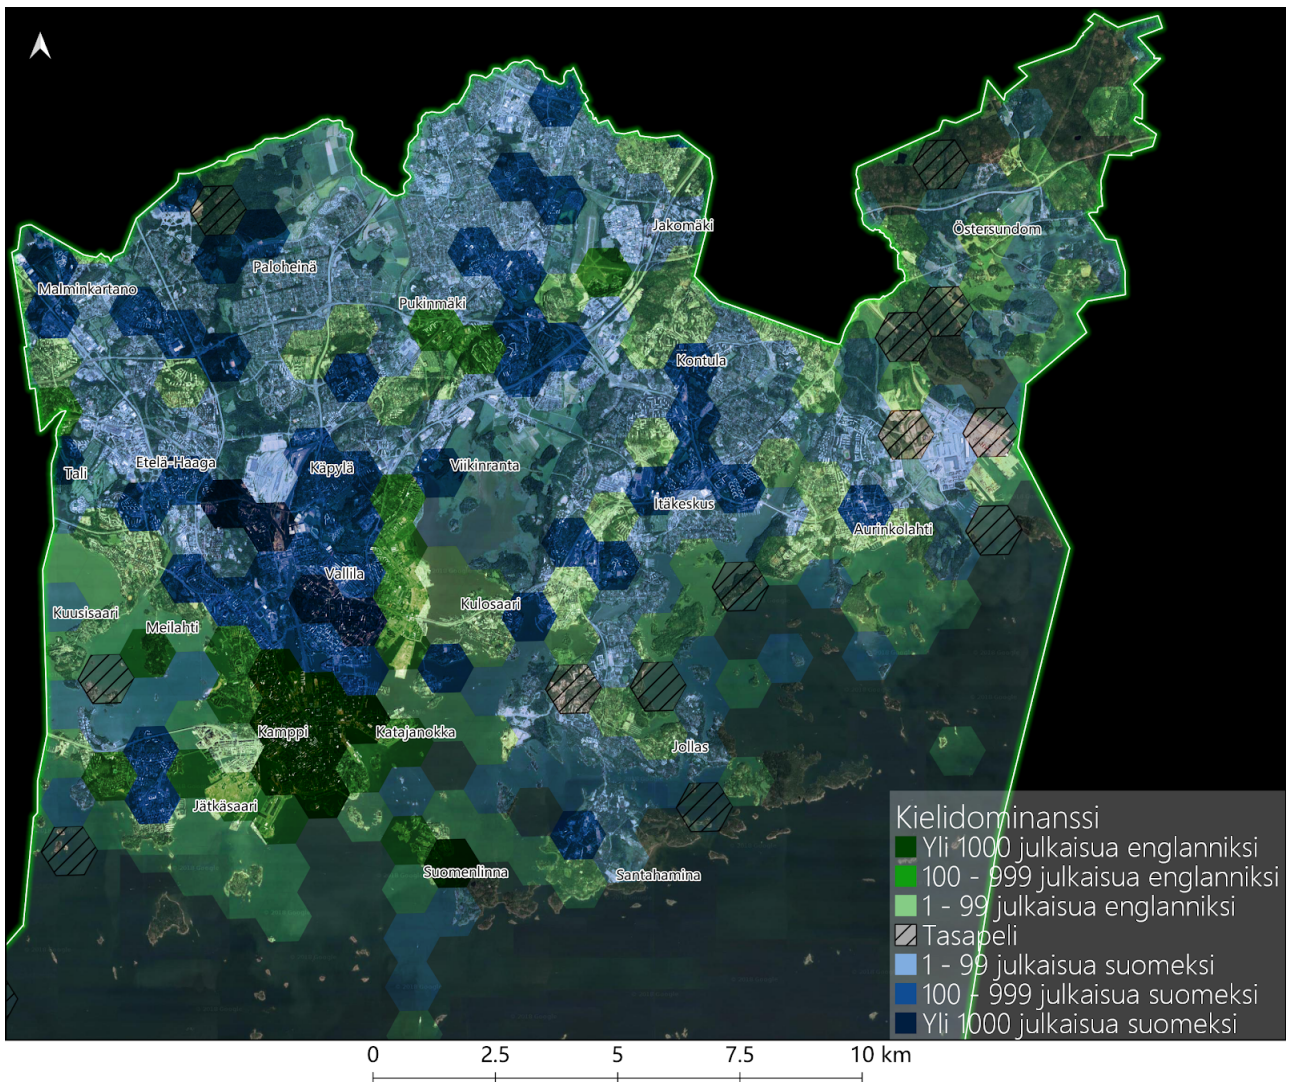 Jakomäki
Östersundom
Paloheinä
Malminkartano
Pukinmäki
Kontula
Etelä-Haaga
Käpylä
Viikinranta
Tali
Itäkeskus
Aurinkolahti
Vallila
Kulosaari
Kuusisaari
Meilahti
Kamppi
Katajanokka
Jollas
Jätkäsaari
Suomenlinna
Santahamina
Kielidominanssi
Yli 1000 julkaisua englanniksi
100 - 999 julkaisua englanniksi
1 - 99 julkaisua englanniksi
Tasapeli
1 - 99 julkaisua suomeksi
100 - 999 julkaisua suomeksi
Yli 1000 julkaisua suomeksi
0 2.5 5 7.5 10 km